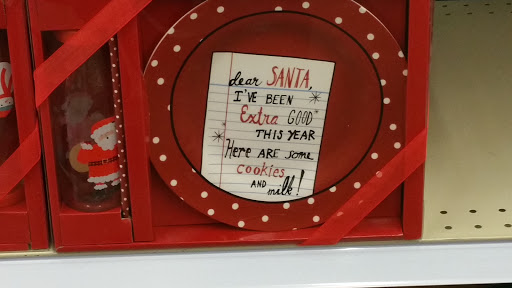 dear SANTA,
I'VE BEEN
Extra GOOD
THIS YEAR
Here ARE some
cookies
AND
milk!